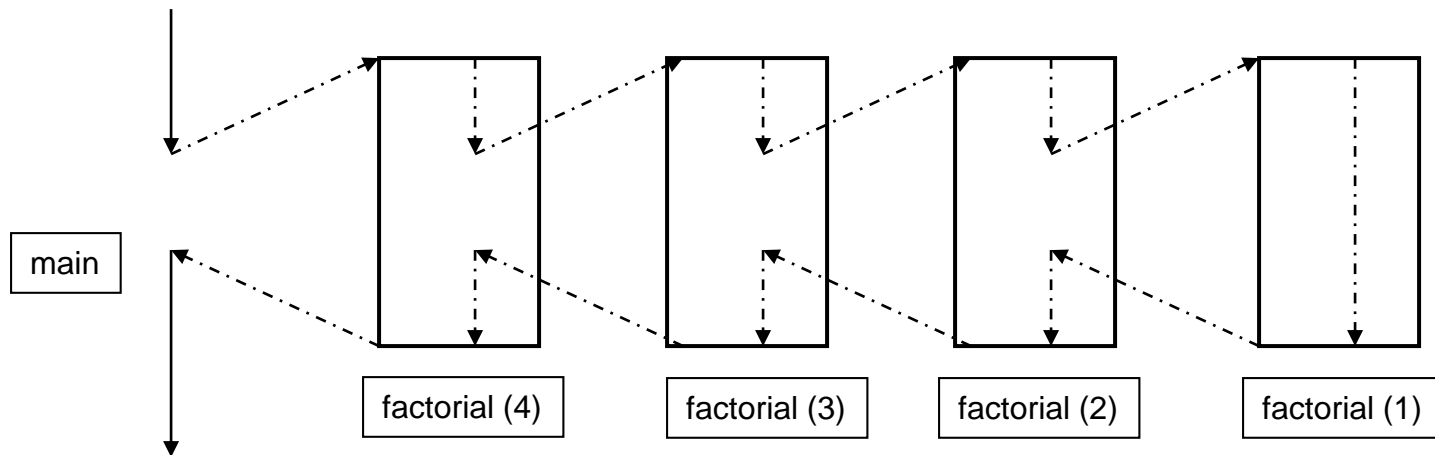 main
factorial (4)
factorial (3)
factorial (2)
factorial (1)